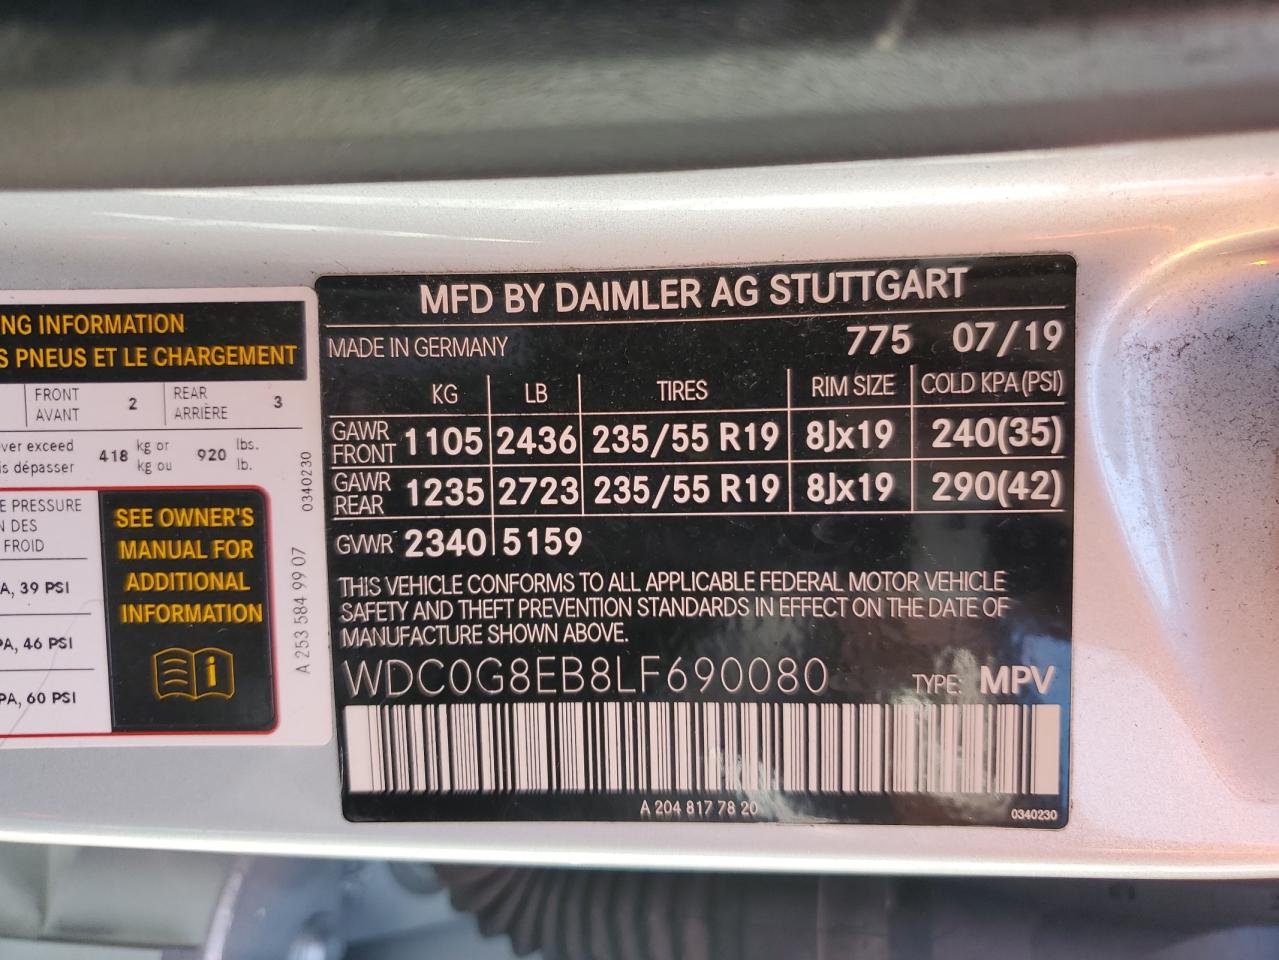 NG INFORMATION
S PNEUS ET LE CHARGEMENT
FRONT
AVANT
2
REAR
ARRIÈRE
3
ver exceed
is dépasser
418
kg or
kg ou
920
lbs.
lb.
E PRESSURE
N DES
FROID
A, 39 PSI
PA, 46 PSI
PA, 60 PSI
SEE OWNER'S
MANUAL FOR
ADDITIONAL
INFORMATION
0340230
A 253 584 99 07
MFD BY DAIMLER AG STUTTGART
MADE IN GERMANY 775 07/19
KG LB TIRES RIM SIZE COLD KPA(PSI)
GAWR
FRONT 1105 2436 235/55 R19 8Jx19 240(35)
GAWR
REAR 1235 2723 235/55 R19 8Jx19 290(42)
GVWR 2340 5159
THIS VEHICLE CONFORMS TO ALL APPLICABLE FEDERAL MOTOR VEHICLE
SAFETY AND THEFT PREVENTION STANDARDS IN EFFECT ON THE DATE OF
MANUFACTURE SHOWN ABOVE.
WDC0G8EB8LF690080 TYPE: MPV
A 204 817 78 20
0340230